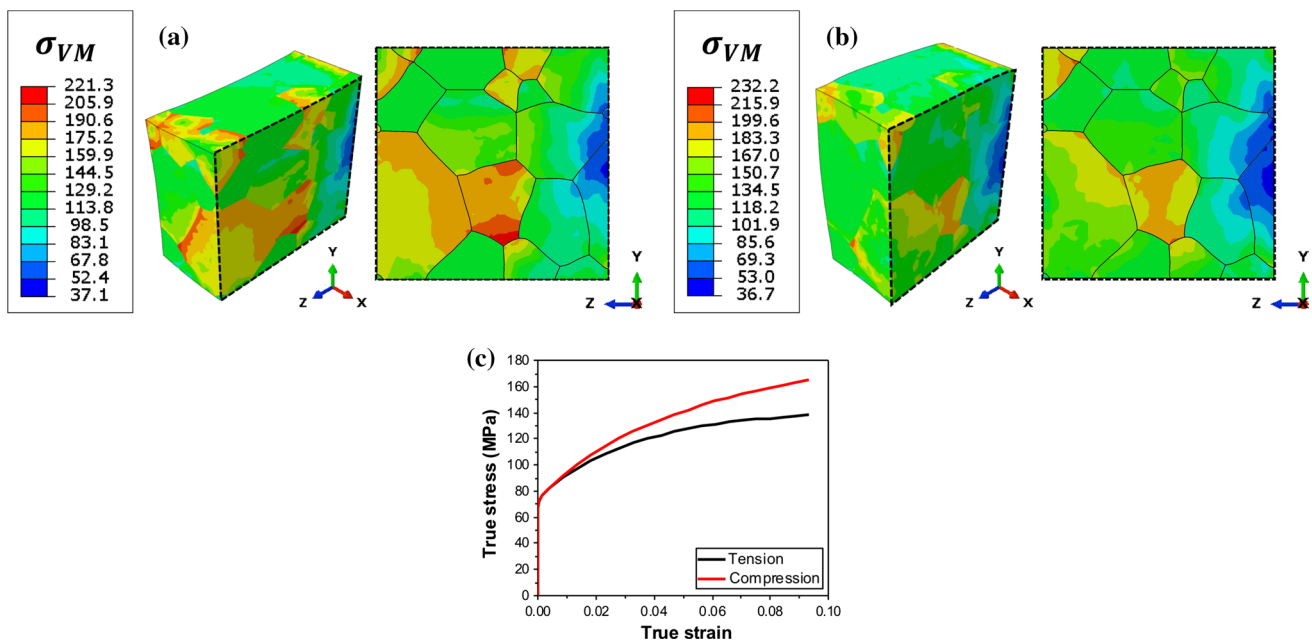 σVM
221.3
205.9
190.6
175.2
159.9
144.5
129.2
113.8
98.5
83.1
67.8
52.4
37.1
(a)
Y
Z
X
Y
Z
X
σVM
232.2
215.9
199.6
183.3
167.0
150.7
134.5
118.2
101.9
85.6
69.3
53.0
36.7
(b)
Y
Z
X
Y
Z
X
(c)
True stress (MPa)
180
160
140
120
100
80
60
40
20
0
Tension
Compression
0.00 0.02 0.04 0.06 0.08 0.10
True strain